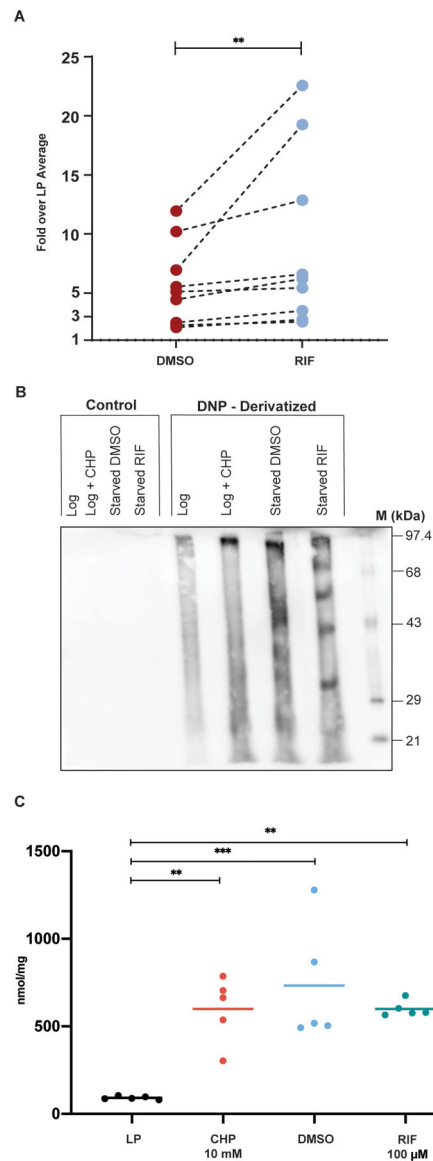 A
**
25
20
15
10
5
3
1
Fold over LP Average
DMSO
RIF
B
Control
DNP - Derivatized
Log
Log + CHP
Starved DMSO
Starved RIF
Log
Log + CHP
Starved DMSO
Starved RIF
M (kDa)
97.4
68
43
29
21
C
**
***
**
1500
1000
500
0
nmol/mg
LP
CHP
10 mM
DMSO
RIF
100 µM